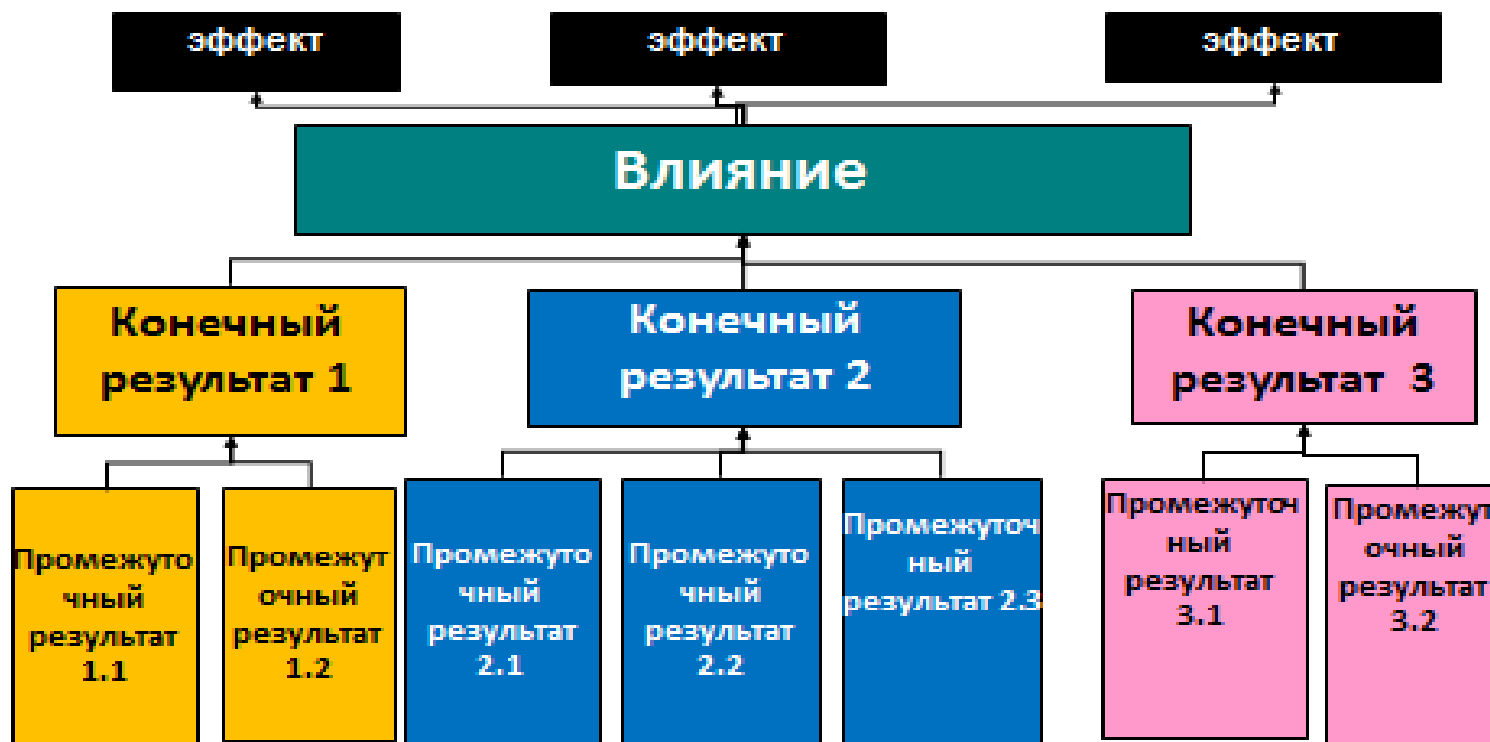 эффект
эффект
эффект
Влияние
Конечный
результат 1
Конечный
результат 2
Конечный
результат 3
Промежуто
чный
результат
1.1
Промежут
очный
результат
1.2
Промежуто
чный
результат
2.1
Промежуто
чный
результат
2.2
Промежуточ
ный
результат 2.3
Промежуточ
ный
результат
3.1
Промежут
очный
результат
3.2